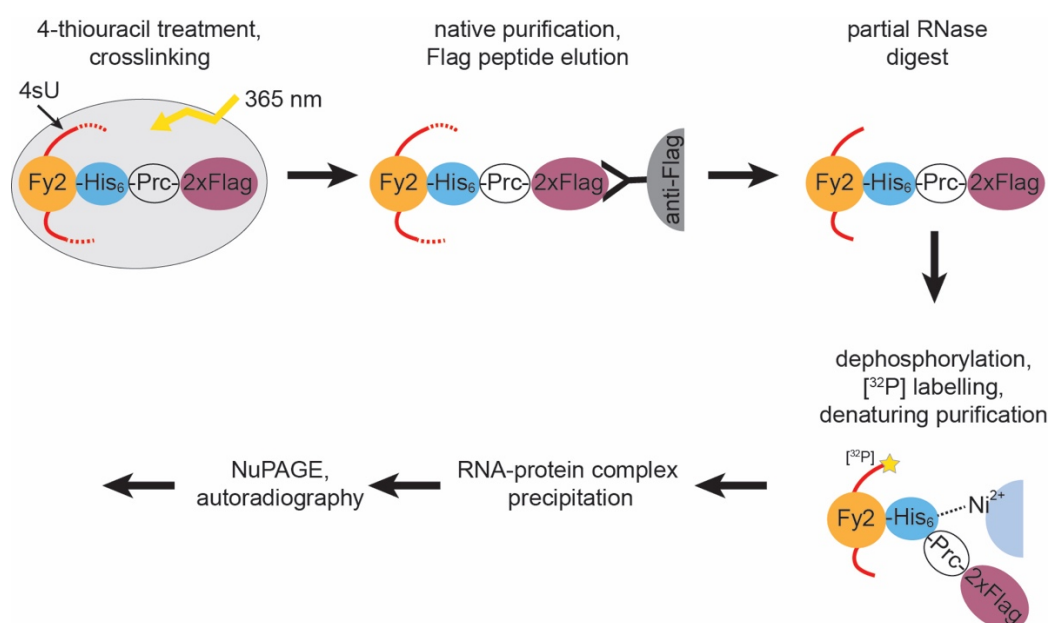 4-thiouracil treatment,
crosslinking
4sU
365 nm
Fy2 -His₆ -Prc- 2xFlag
native purification,
Flag peptide elution
Fy2 -His₆ -Prc- 2xFlag anti-Flag
partial RNase
digest
Fy2 -His₆ -Prc- 2xFlag
dephosphorylation,
[³²P] labelling,
denaturing purification
[³²P]
Fy2 -His₆ Ni²⁺
-Prc-
2xFlag
RNA-protein complex
precipitation
NuPAGE,
autoradiography